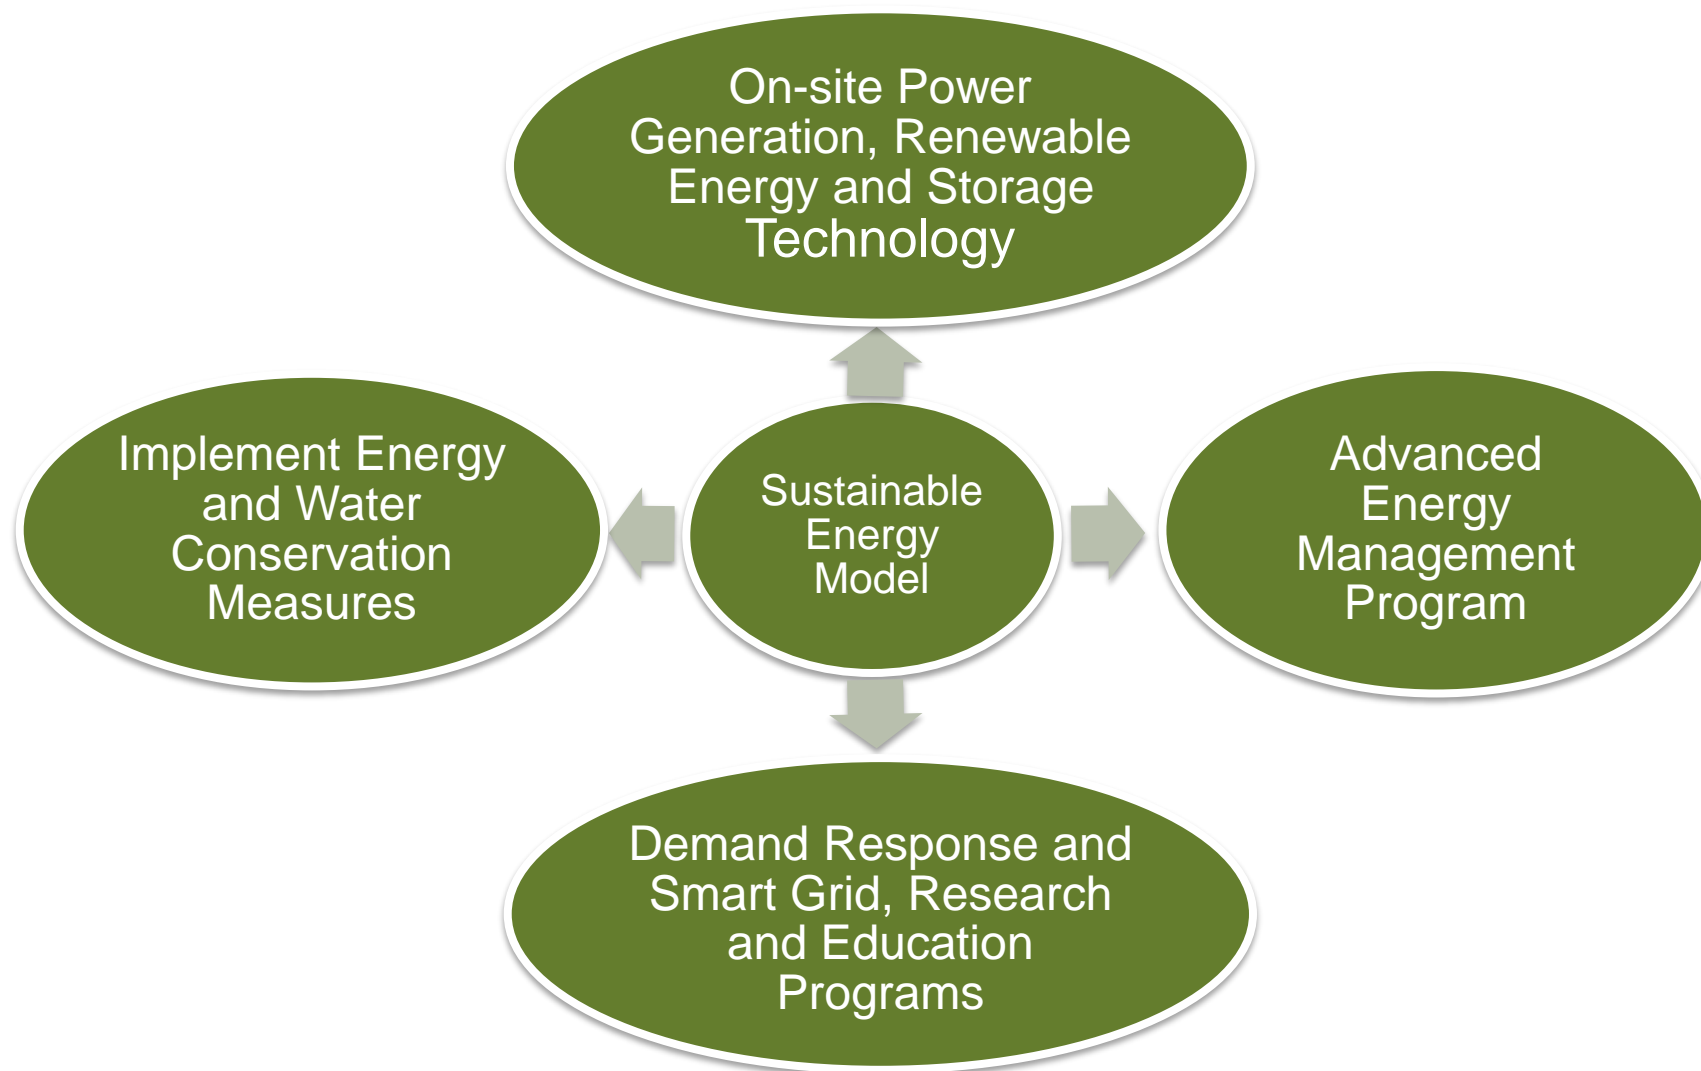 On-site Power
Generation, Renewable
Energy and Storage
Technology
Implement Energy
and Water
Conservation
Measures
Sustainable
Energy
Model
Advanced
Energy
Management
Program
Demand Response and
Smart Grid, Research
and Education
Programs